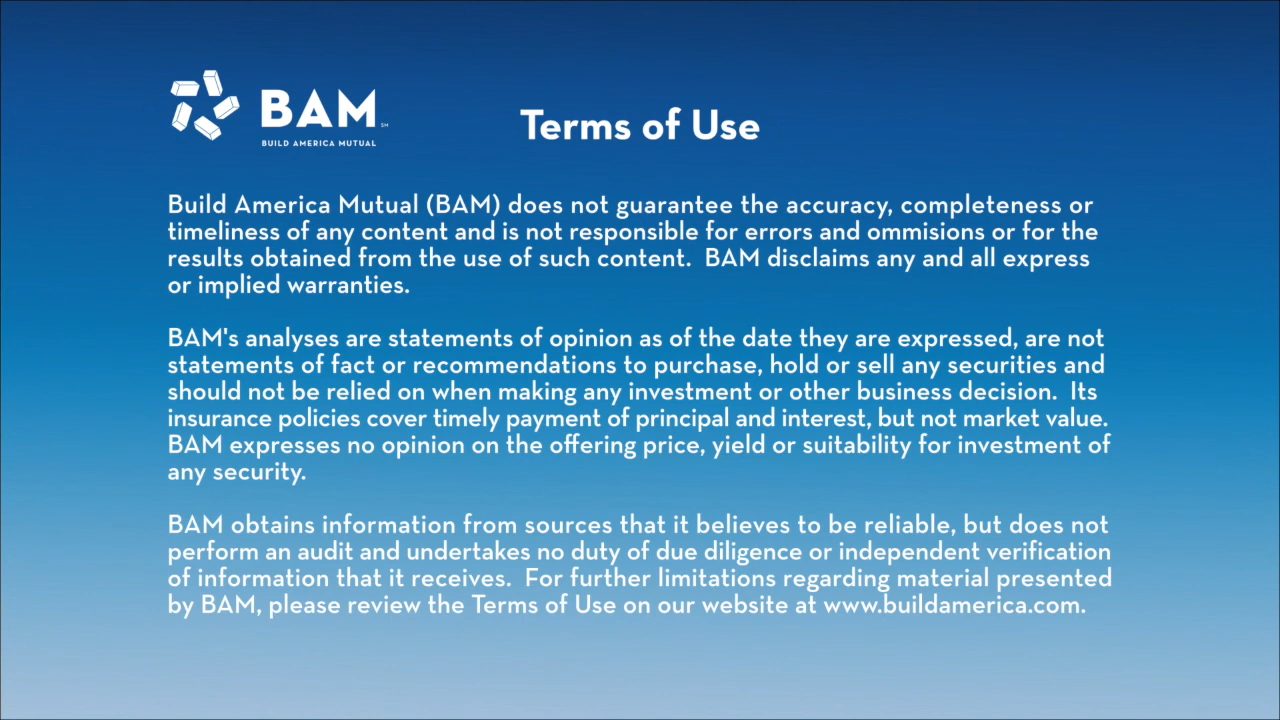 BAM
SM
BUILD AMERICA MUTUAL
Terms of Use
Build America Mutual (BAM) does not guarantee the accuracy, completeness or
timeliness of any content and is not responsible for errors and ommisions or for the
results obtained from the use of such content.  BAM disclaims any and all express
or implied warranties.
BAM's analyses are statements of opinion as of the date they are expressed, are not
statements of fact or recommendations to purchase, hold or sell any securities and
should not be relied on when making any investment or other business decision.  Its
insurance policies cover timely payment of principal and interest, but not market value.
BAM expresses no opinion on the offering price, yield or suitability for investment of
any security.
BAM obtains information from sources that it believes to be reliable, but does not
perform an audit and undertakes no duty of due diligence or independent verification
of information that it receives.  For further limitations regarding material presented
by BAM, please review the Terms of Use on our website at www.buildamerica.com.